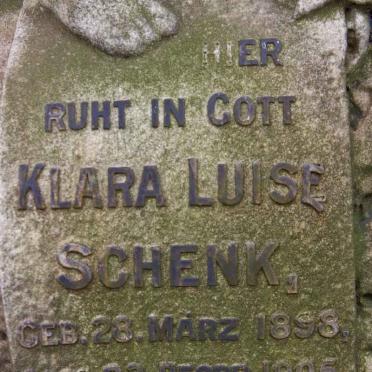 HIER
RUHT IN GOTT
KLARA LUISE
SCHENK,
GEB. 28. MÄRZ 1898,